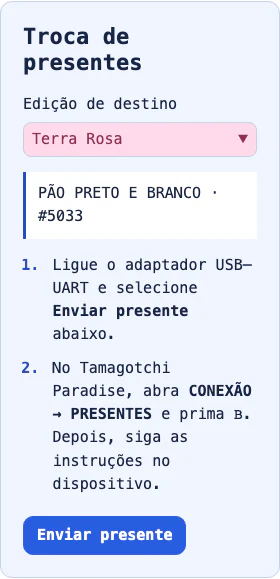 Troca de
presentes
Edição de destino
Terra Rosa ▼
PÃO PRETO E BRANCO ·
#5033
1. Ligue o adaptador USB–
UART e selecione
Enviar presente
abaixo.
2. No Tamagotchi
Paradise, abra CONEXÃO
→ PRESENTES e prima ʙ.
Depois, siga as
instruções no
dispositivo.
Enviar presente